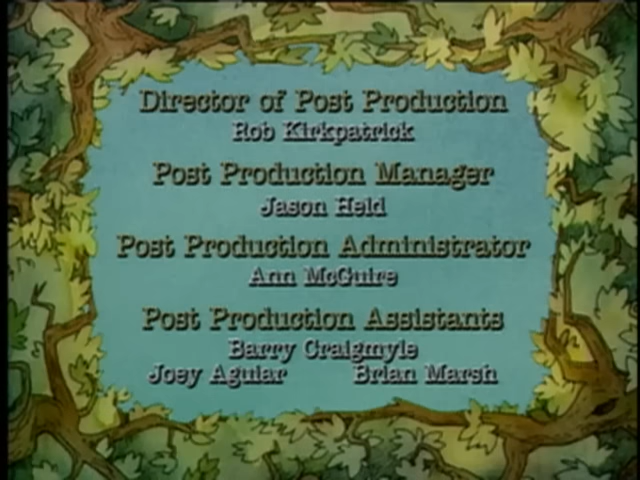 Director of Post Production
Rob Kirkpatrick
Post Production Manager
Jason Held
Post Production Administrator
Ann McGuire
Post Production Assistants
Barry Craigmyle
Joey Aguiar Brian Marsh